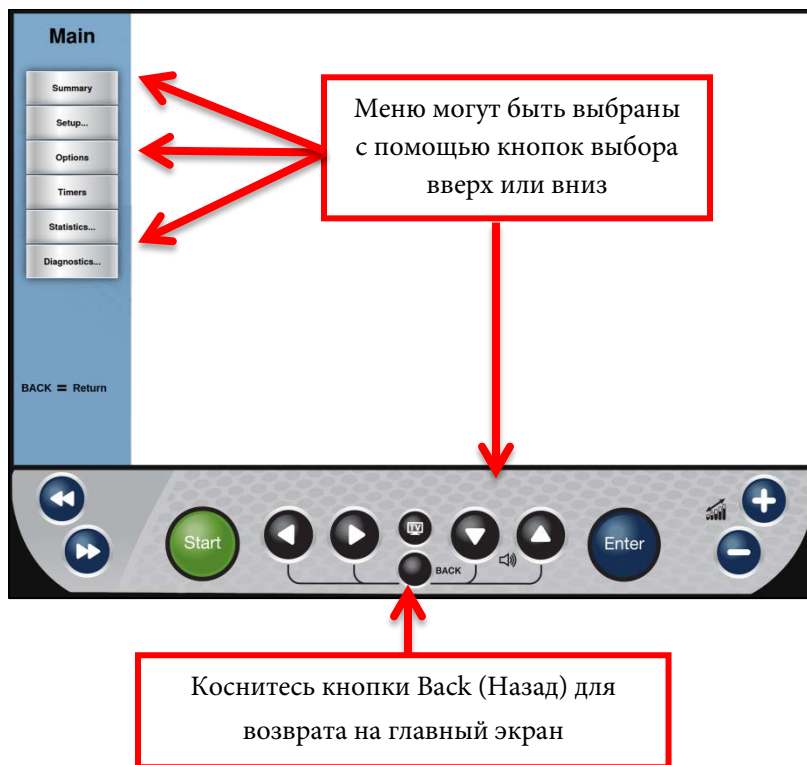 Main
Summary
Setup...
Options
Timers
Statistics...
Diagnostics...
BACK = Return
Меню могут быть выбраны
с помощью кнопок выбора
вверх или вниз
Start
TV
BACK
Enter
Коснитесь кнопки Back (Назад) для
возврата на главный экран